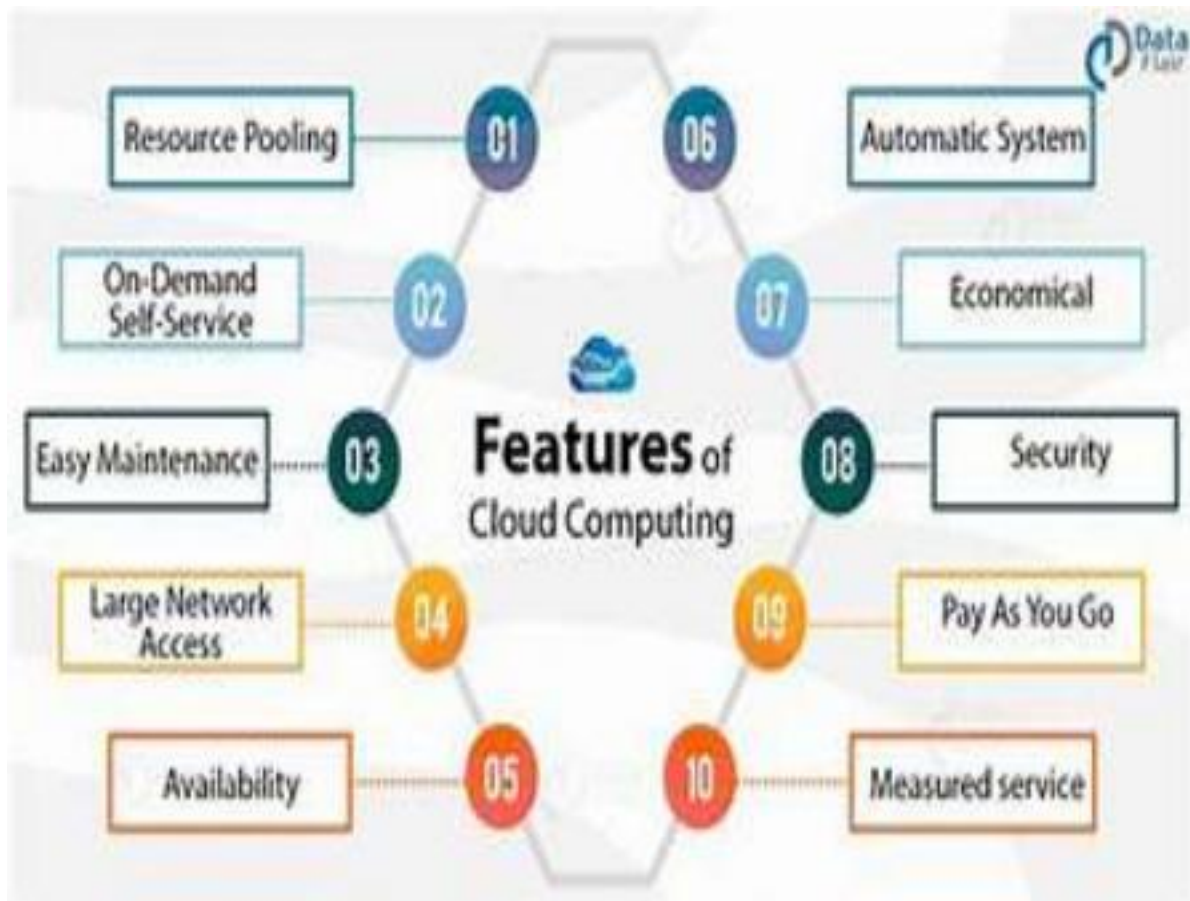 Data
Flair
Resource Pooling
01
On-Demand
Self-Service
02
Easy Maintenance
03
Large Network
Access
04
Availability
05
Features of
Cloud Computing
06
Automatic System
07
Economical
08
Security
09
Pay As You Go
10
Measured service